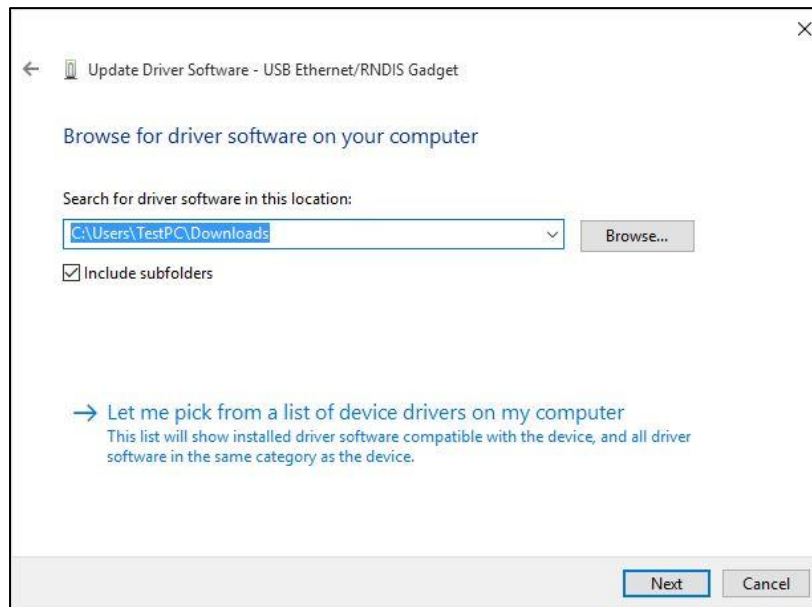 Update Driver Software - USB Ethernet/RNDIS Gadget
Browse for driver software on your computer
Search for driver software in this location:
C:\Users\TestPC\Downloads
Browse...
Include subfolders
Let me pick from a list of device drivers on my computer
This list will show installed driver software compatible with the device, and all driver
software in the same category as the device.
Next
Cancel